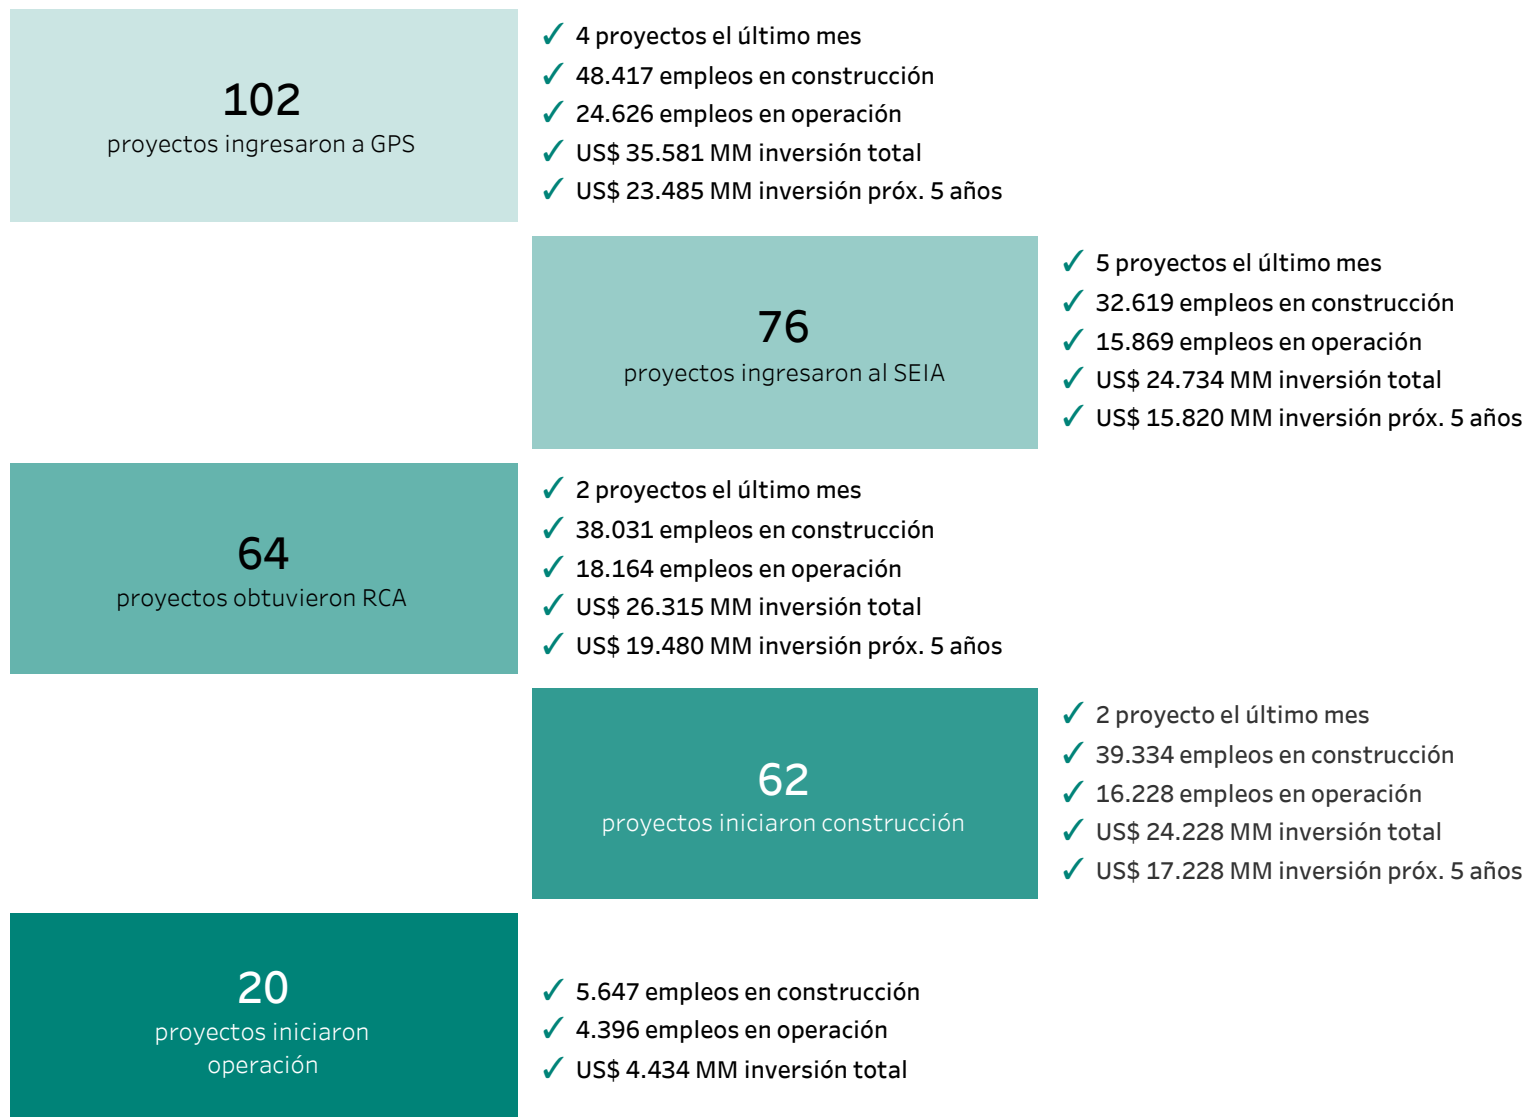 102
proyectos ingresaron a GPS
✓ 4 proyectos el último mes
✓ 48.417 empleos en construcción
✓ 24.626 empleos en operación
✓ US$ 35.581 MM inversión total
✓ US$ 23.485 MM inversión próx. 5 años
76
proyectos ingresaron al SEIA
✓ 5 proyectos el último mes
✓ 32.619 empleos en construcción
✓ 15.869 empleos en operación
✓ US$ 24.734 MM inversión total
✓ US$ 15.820 MM inversión próx. 5 años
64
proyectos obtuvieron RCA
✓ 2 proyectos el último mes
✓ 38.031 empleos en construcción
✓ 18.164 empleos en operación
✓ US$ 26.315 MM inversión total
✓ US$ 19.480 MM inversión próx. 5 años
62
proyectos iniciaron construcción
✓ 2 proyecto el último mes
✓ 39.334 empleos en construcción
✓ 16.228 empleos en operación
✓ US$ 24.228 MM inversión total
✓ US$ 17.228 MM inversión próx. 5 años
20
proyectos iniciaron
operación
✓ 5.647 empleos en construcción
✓ 4.396 empleos en operación
✓ US$ 4.434 MM inversión total